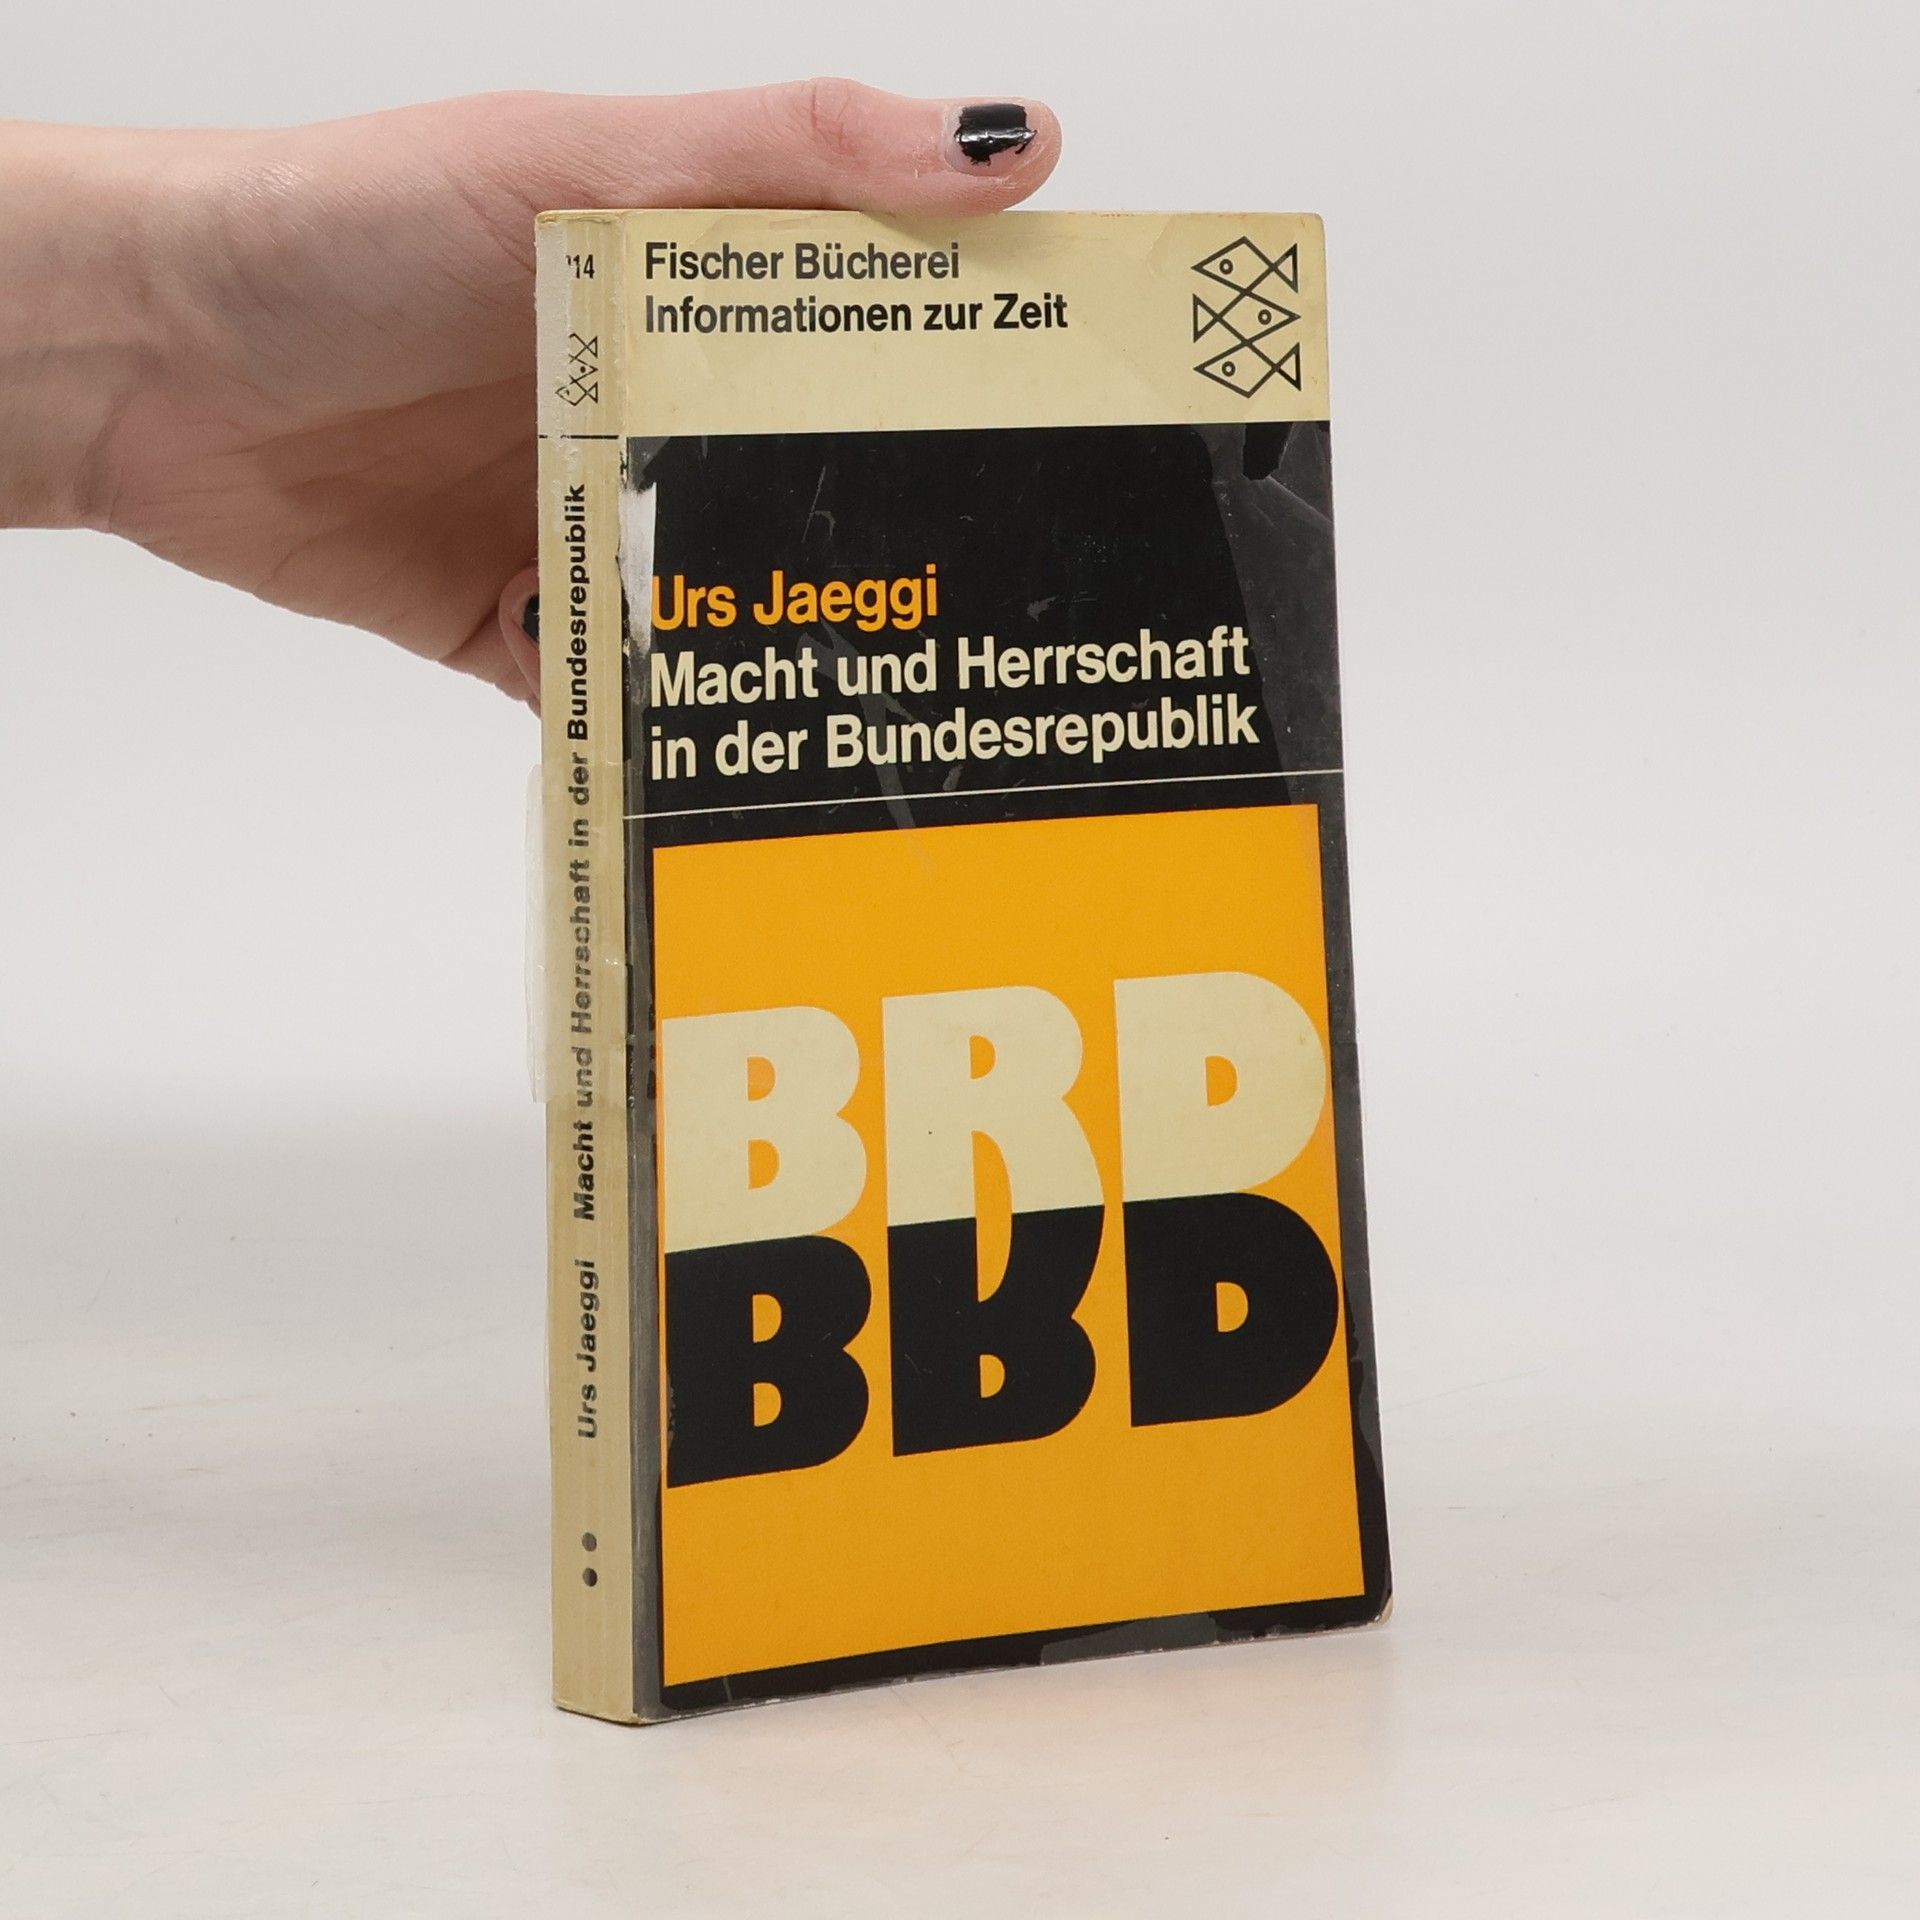 Fischer Bücherei
Informationen zur Zeit
Urs Jaeggi
Macht und Herrschaft
in der Bundesrepublik
BRD
BRD
Urs Jaeggi Macht und Herrschaft in der Bundesrepublik